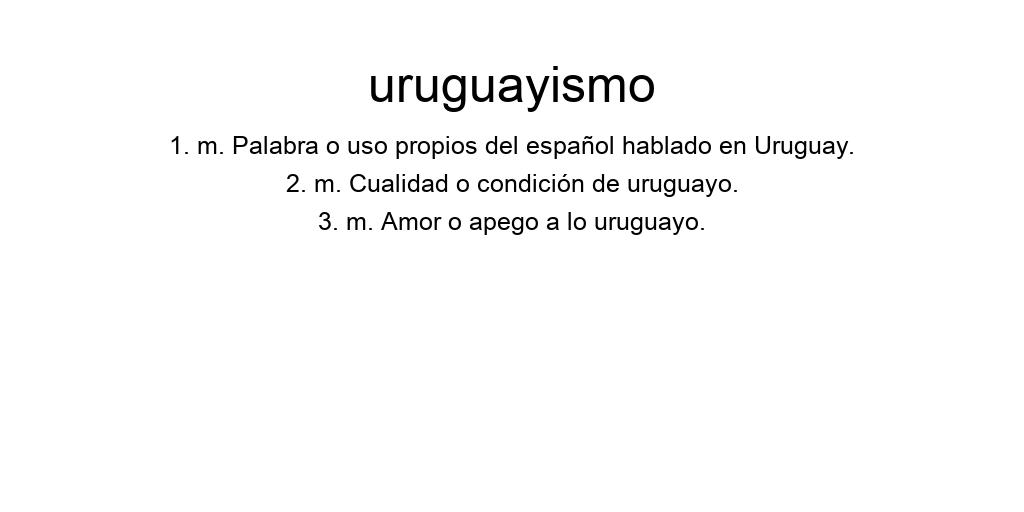 uruguayismo
1. m. Palabra o uso propios del español hablado en Uruguay.
2. m. Cualidad o condición de uruguayo.
3. m. Amor o apego a lo uruguayo.